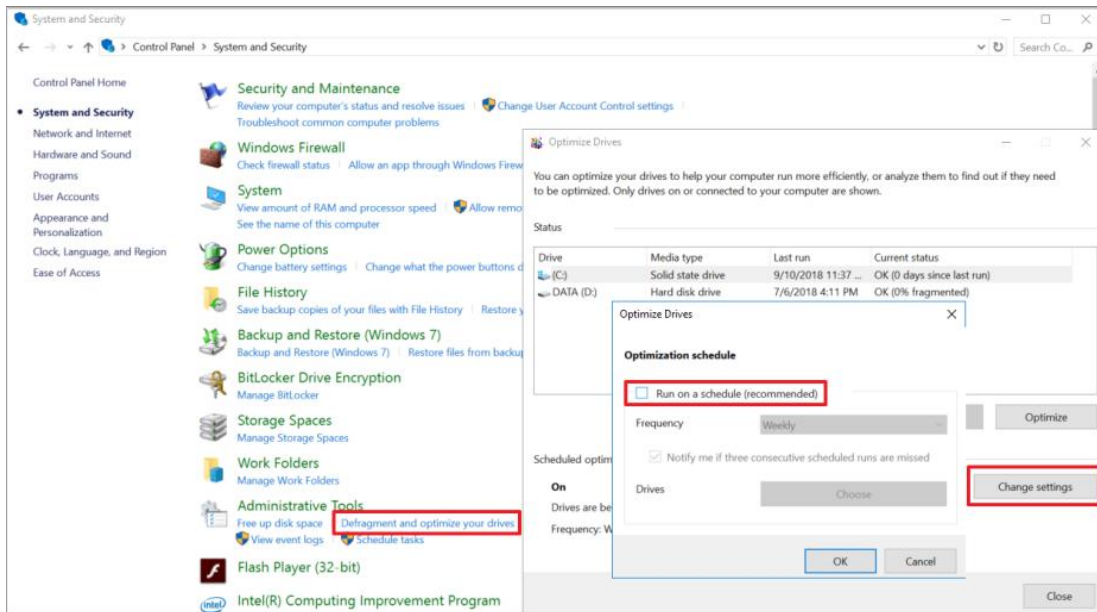 System and Security
Control Panel > System and Security
Search Co...
Control Panel Home
System and Security
Network and Internet
Hardware and Sound
Programs
User Accounts
Appearance and
Personalization
Clock, Language, and Region
Ease of Access
Security and Maintenance
Review your computer's status and resolve issues
Change User Account Control settings
Troubleshoot common computer problems
Windows Firewall
Check firewall status
Allow an app through Windows Firew
System
View amount of RAM and processor speed
Allow remo
See the name of this computer
Power Options
Change battery settings
Change what the power buttons d
File History
Save backup copies of your files with File History
Restore y
Backup and Restore (Windows 7)
Backup and Restore (Windows 7)
Restore files from backup
BitLocker Drive Encryption
Manage BitLocker
Storage Spaces
Manage Storage Spaces
Work Folders
Manage Work Folders
Administrative Tools
Free up disk space
Defragment and optimize your drives
View event logs
Schedule tasks
Flash Player (32-bit)
intel
Intel(R) Computing Improvement Program
Optimize Drives
You can optimize your drives to help your computer run more efficiently, or analyze them to find out if they need
to be optimized. Only drives on or connected to your computer are shown.
Status
Drive Media type Last run Current status
(C:) Solid state drive 9/10/2018 11:37 ... OK (0 days since last run)
DATA (D:) Hard disk drive 7/6/2018 4:11 PM OK (0% fragmented)
Optimize
Scheduled optim
On
Drives are be
Frequency: W
Change settings
Close
Optimize Drives
Optimization schedule
Run on a schedule (recommended)
Frequency Weekly
Notify me if three consecutive scheduled runs are missed
Drives Choose
OK Cancel